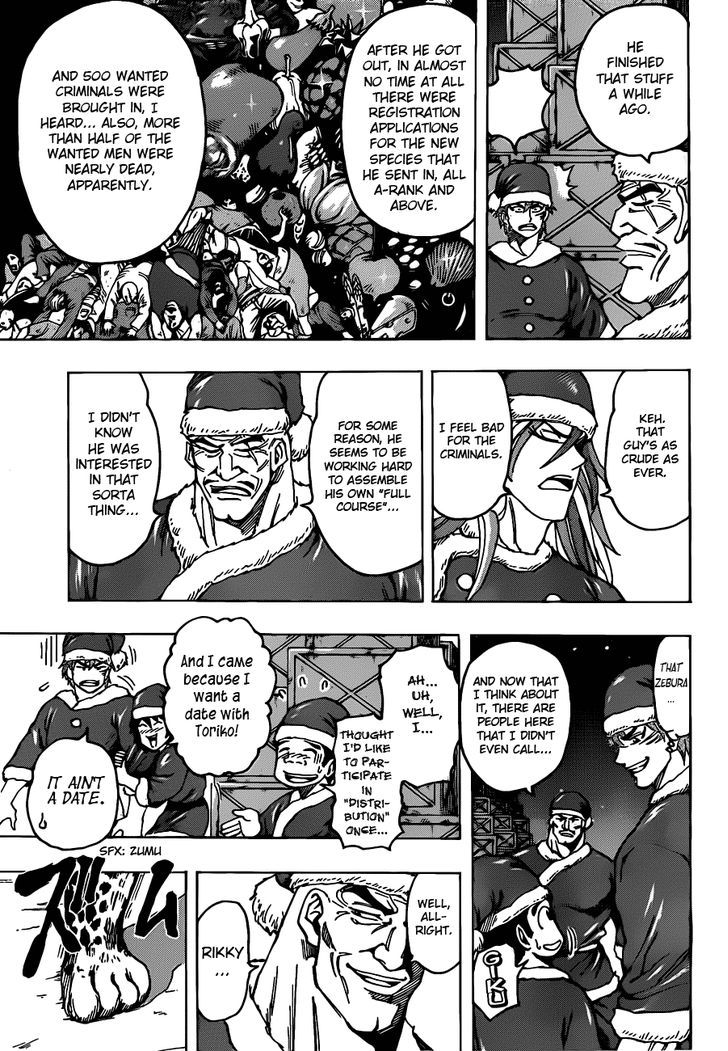 HE
FINISHED
THAT STUFF
A WHILE
AGO.
AFTER HE GOT
OUT, IN ALMOST
NO TIME AT ALL
THERE WERE
REGISTRATION
APPLICATIONS
FOR THE NEW
SPECIES THAT
HE SENT IN, ALL
A-RANK AND
ABOVE.
AND 500 WANTED
CRIMINALS WERE
BROUGHT IN, I
HEARD... ALSO, MORE
THAN HALF OF THE
WANTED MEN WERE
NEARLY DEAD,
APPARENTLY.
KEH.
THAT
GUY'S AS
CRUDE AS
EVER.
I FEEL BAD
FOR THE
CRIMINALS.
FOR SOME
REASON, HE
SEEMS TO BE
WORKING HARD
TO ASSEMBLE
HIS OWN "FULL
COURSE"...
I DIDN'T
KNOW
HE WAS
INTERESTED
IN THAT
SORTA
THING...
THAT
ZEBURA
...
AND NOW THAT
I THINK ABOUT
IT, THERE ARE
PEOPLE HERE
THAT I DIDN'T
EVEN CALL...
GIKU
AH...
UH,
WELL,
I...
THOUGHT
I'D LIKE
TO PAR-
TICIPATE
IN
"DISTRI-
BUTION"
ONCE...
And I came
because I
want a
date with
Toriko!
IT AIN'T
A DATE.
WELL,
ALL-
RIGHT.
RIKKY
...
SFX: ZUMU
ズム